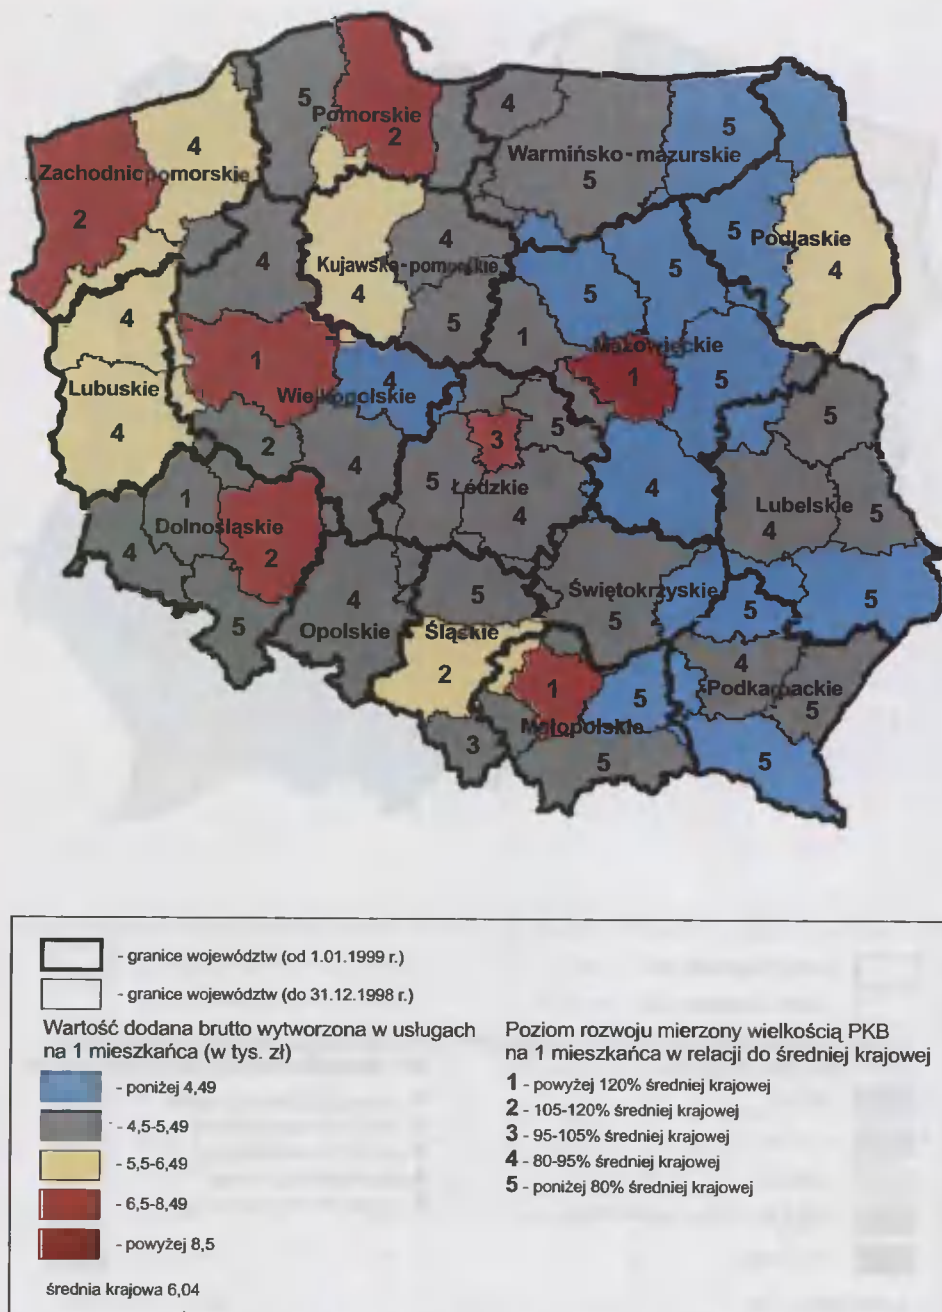 4
5
Pomorskie
2
4
5
Warmińsko-mazurskie
5
4
Zachodniopomorskie
2
5
Podlaskie
4
4
Kujawsko-pomorskie
4
4
5
5
5
1
Mazowieckie
1
5
4
Lubuskie
4
1
Wielkopolskie
4
2
4
3
5
5
Łódzkie
4
4
5
Lubelskie
4
5
1
Dolnośląskie
2
4
5
4
Opolskie
5
Śląskie
2
3
Świętokrzyskie
5
5
5
1
Małopolskie
5
5
4
Podkarpackie
5
5
- granice województw (od 1.01.1999 r.)
- granice województw (do 31.12.1998 r.)
Wartość dodana brutto wytworzona w usługach
na 1 mieszkańca (w tys. zł)
- poniżej 4,49
- 4,5-5,49
- 5,5-6,49
- 6,5-8,49
- powyżej 8,5
średnia krajowa 6,04
Poziom rozwoju mierzony wielkością PKB
na 1 mieszkańca w relacji do średniej krajowej
1 - powyżej 120% średniej krajowej
2 - 105-120% średniej krajowej
3 - 95-105% średniej krajowej
4 - 80-95% średniej krajowej
5 - poniżej 80% średniej krajowej